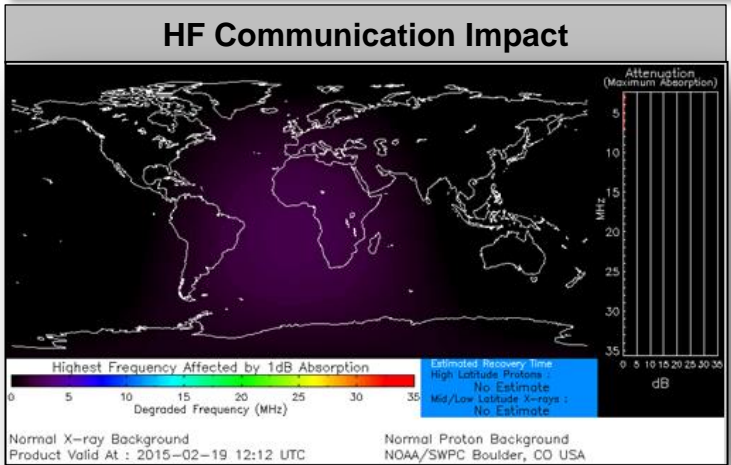 HF Communication Impact
Attenuation
(Maximum Absorption)
5
10
15
20
25
30
35
MHz
0 5 10 15 20 25 30 35
dB
Highest Frequency Affected by 1dB Absorption
0 5 10 15 20 25 30 35
Degraded Frequency (MHz)
Estimated Recovery Time
High Latitude Protons :
No Estimate
Mid/Low Latitude X-rays :
No Estimate
Normal X-ray Background
Normal Proton Background
Product Valid At : 2015-02-19 12:12 UTC
NOAA/SWPC Boulder, CO USA